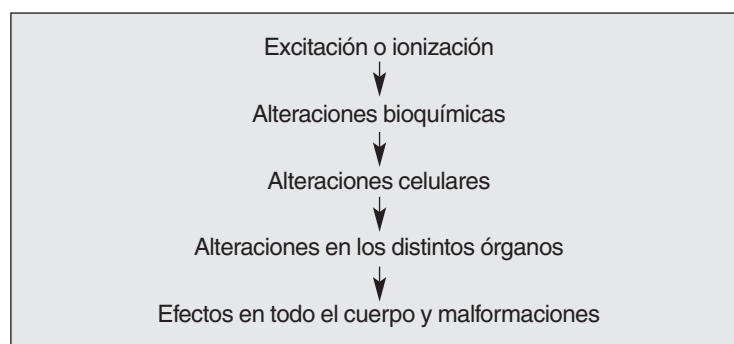 Excitación o ionización
Alteraciones bioquímicas
Alteraciones celulares
Alteraciones en los distintos órganos
Efectos en todo el cuerpo y malformaciones